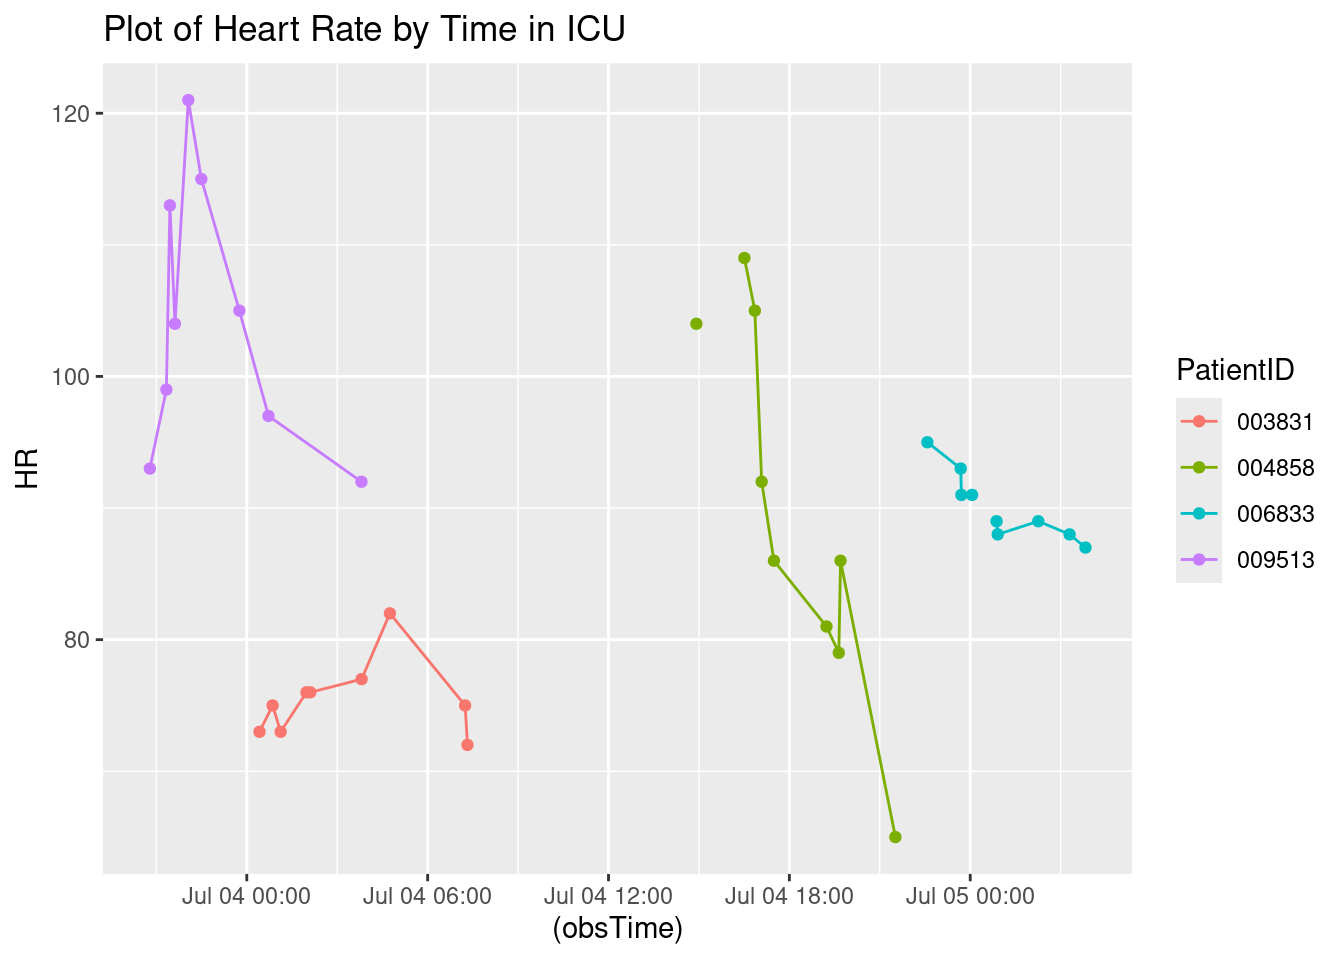 Plot of Heart Rate by Time in ICU
120
100
80
HR
Jul 04 00:00
Jul 04 06:00
Jul 04 12:00
Jul 04 18:00
Jul 05 00:00
(obsTime)
PatientID
003831
004858
006833
009513